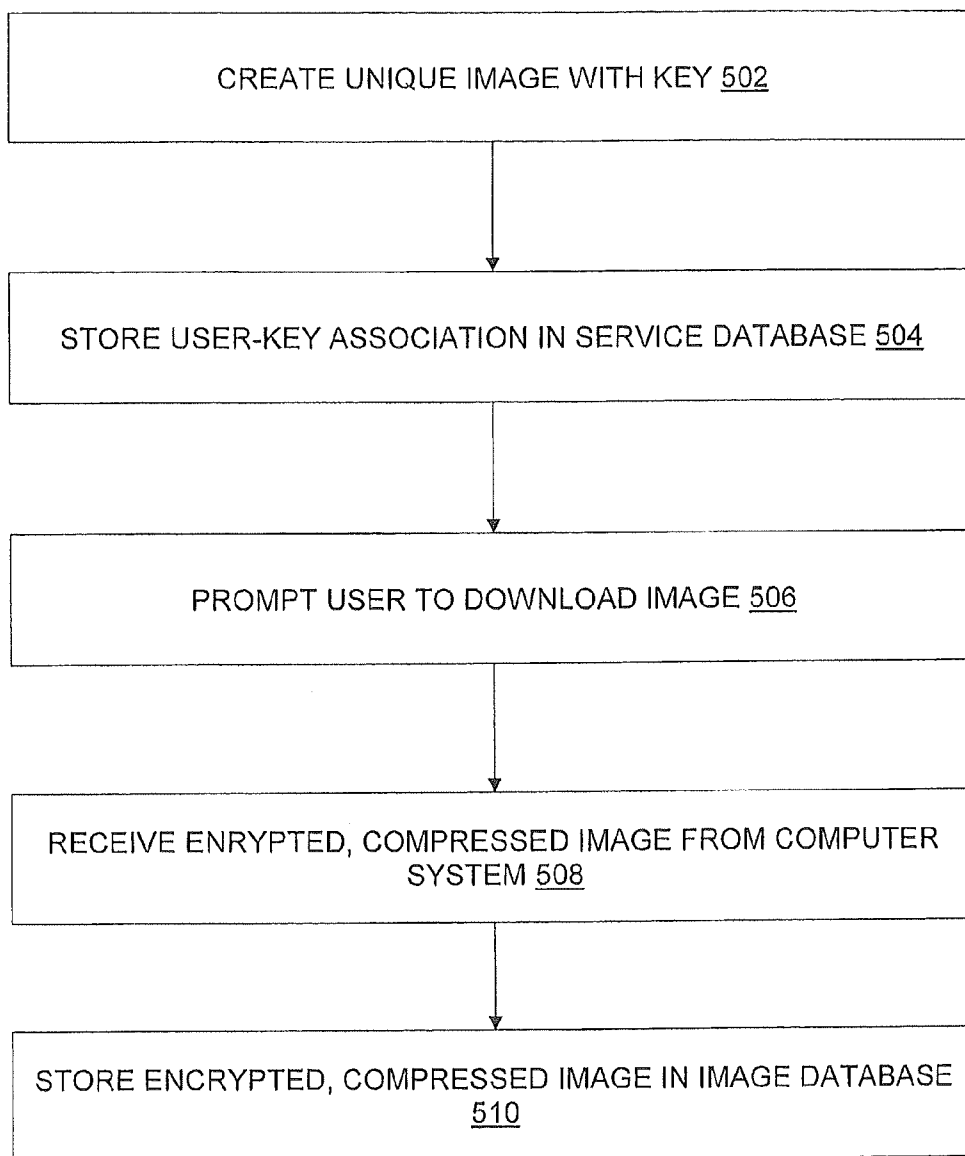 CREATE UNIQUE IMAGE WITH KEY 502
STORE USER-KEY ASSOCIATION IN SERVICE DATABASE 504
PROMPT USER TO DOWNLOAD IMAGE 506
RECEIVE ENRYPTED, COMPRESSED IMAGE FROM COMPUTER
SYSTEM 508
STORE ENCRYPTED, COMPRESSED IMAGE IN IMAGE DATABASE
510